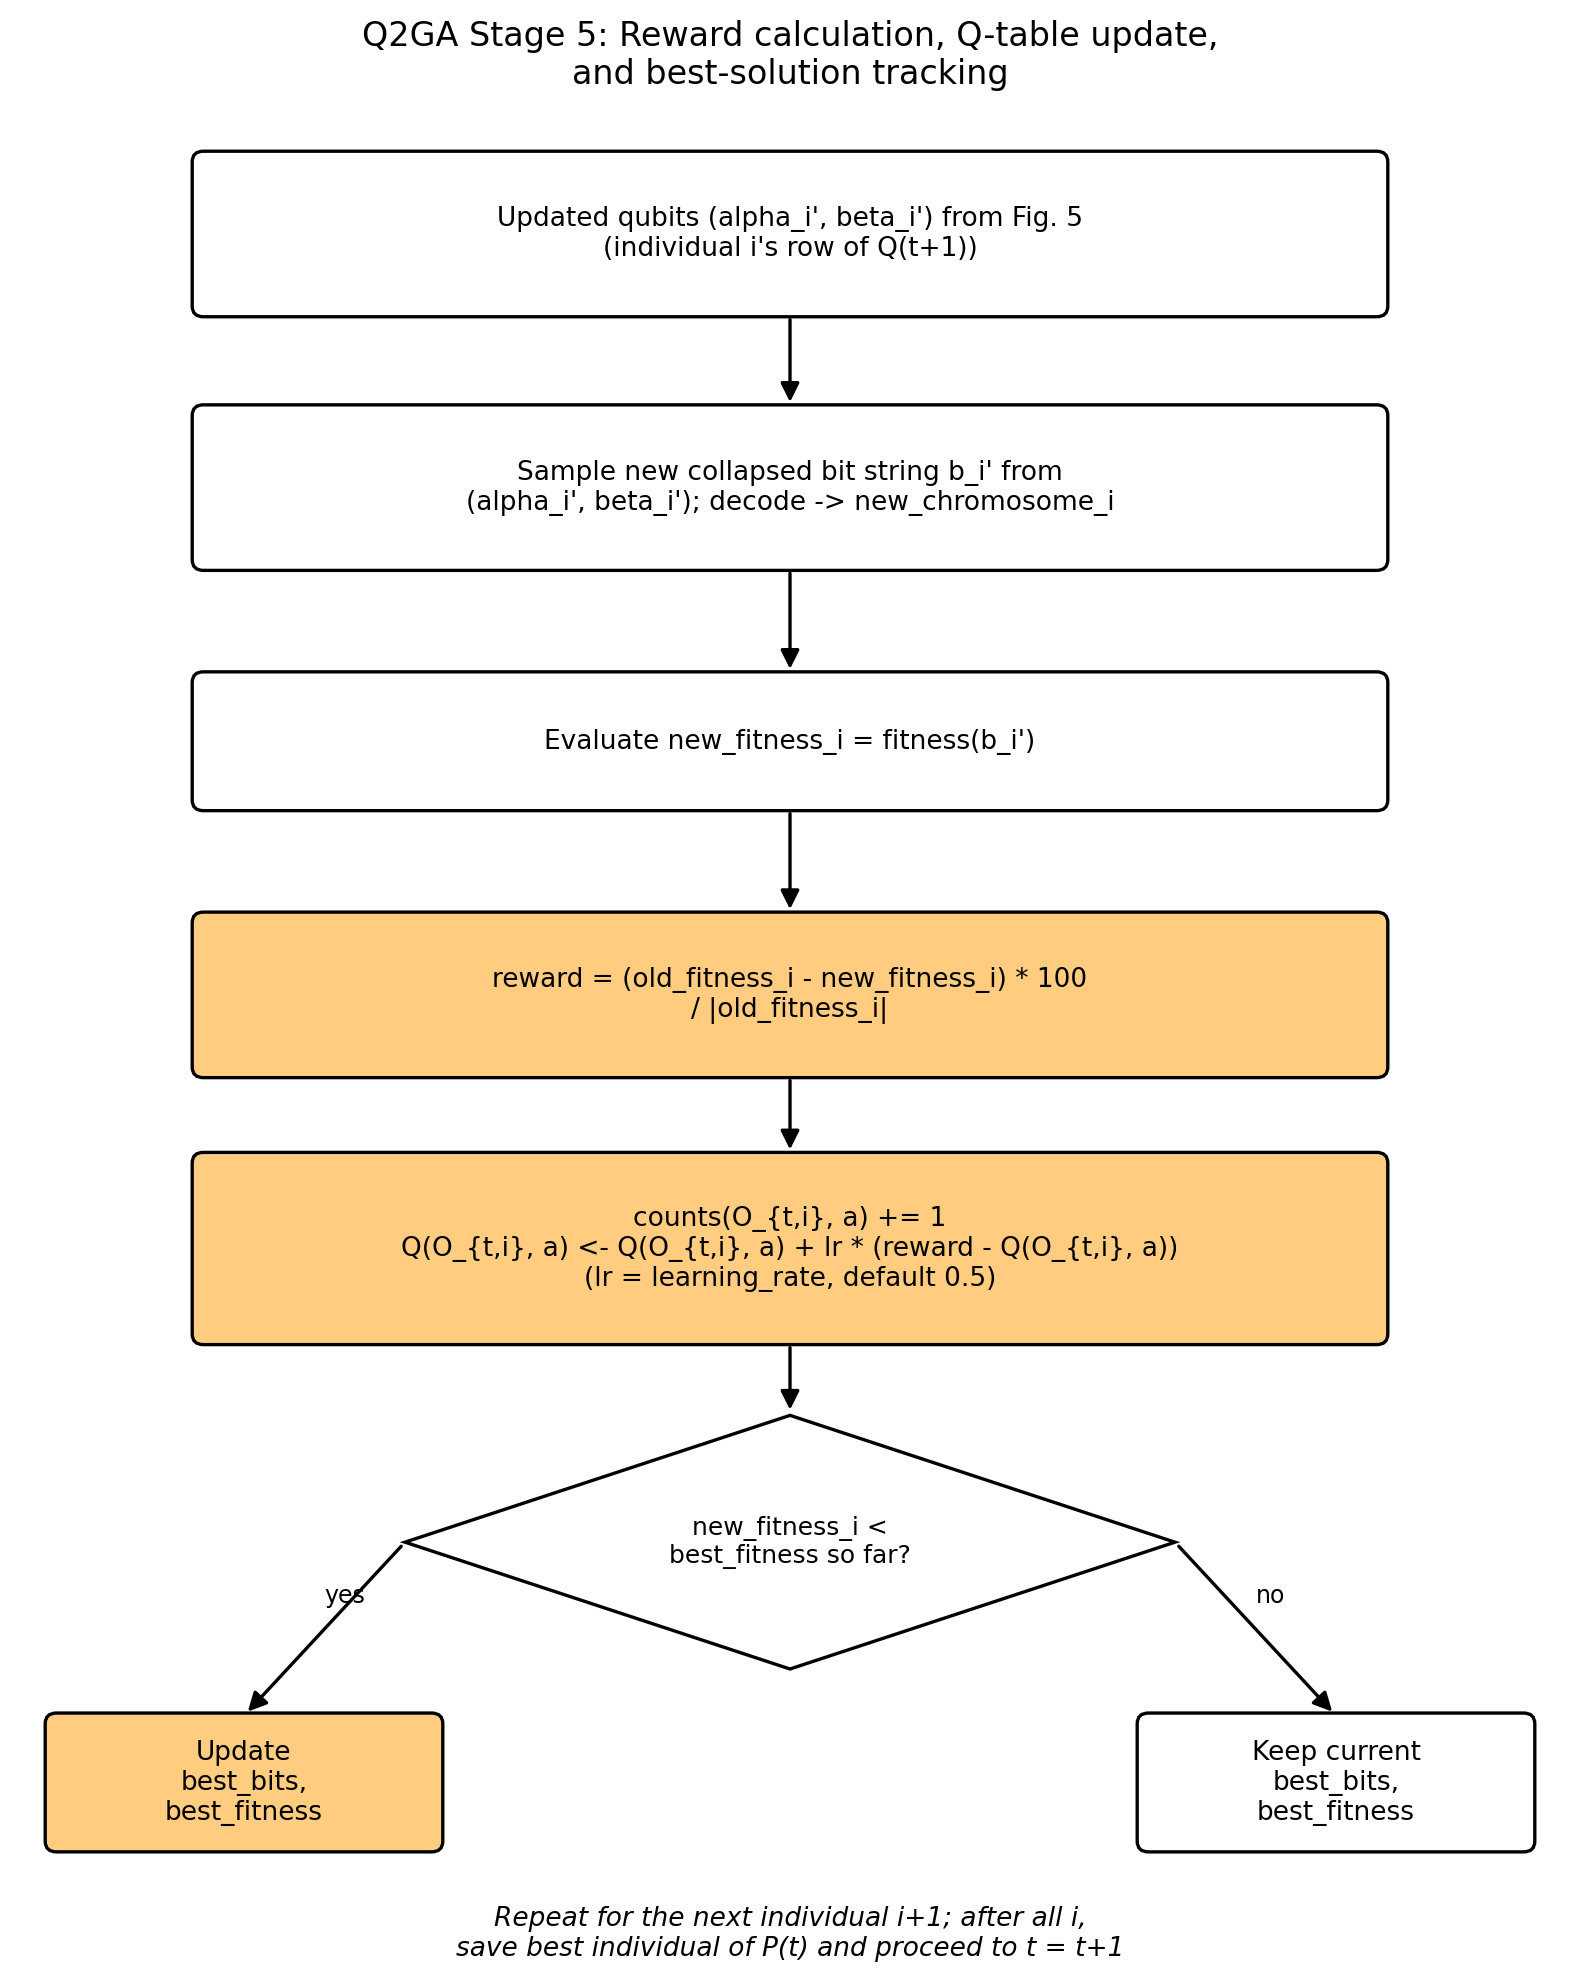 Q2GA Stage 5: Reward calculation, Q-table update,
and best-solution tracking
Updated qubits (alpha_i', beta_i') from Fig. 5
(individual i's row of Q(t+1))
Sample new collapsed bit string b_i' from
(alpha_i', beta_i'); decode -> new_chromosome_i
Evaluate new_fitness_i = fitness(b_i')
reward = (old_fitness_i - new_fitness_i) * 100
/ |old_fitness_i|
counts(O_{t,i}, a) += 1
Q(O_{t,i}, a) <- Q(O_{t,i}, a) + lr * (reward - Q(O_{t,i}, a))
(lr = learning_rate, default 0.5)
new_fitness_i <
best_fitness so far?
yes
no
Update
best_bits,
best_fitness
Keep current
best_bits,
best_fitness
Repeat for the next individual i+1; after all i,
save best individual of P(t) and proceed to t = t+1